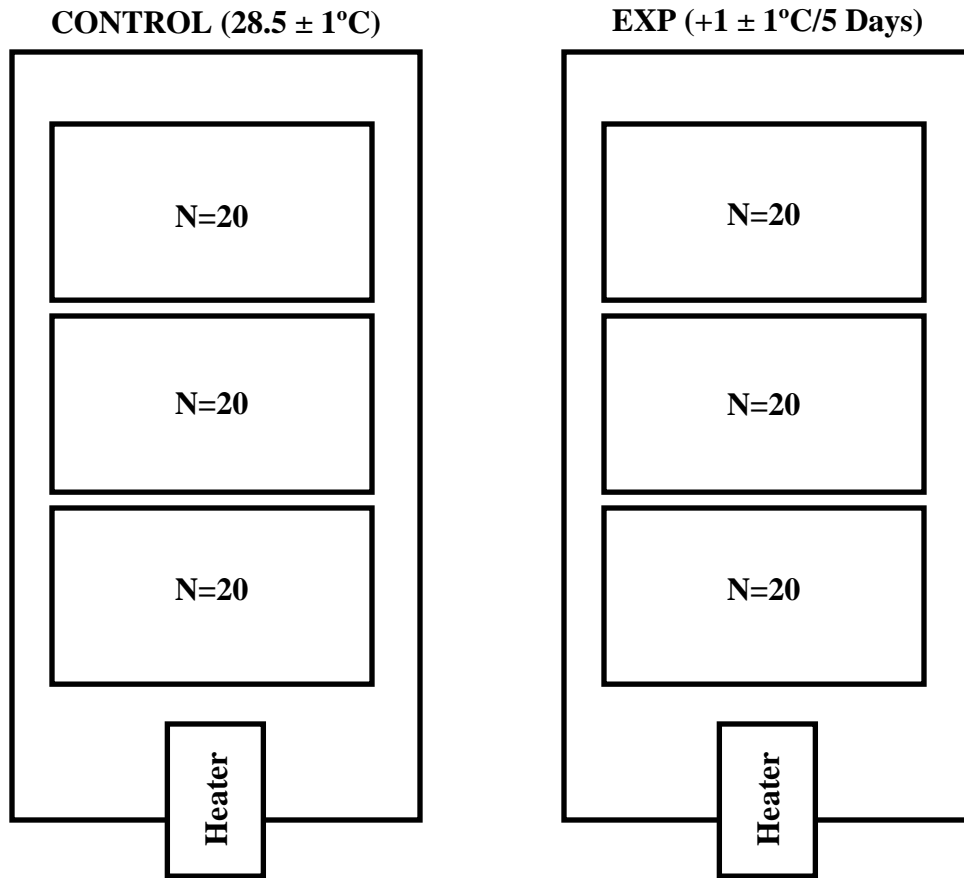 CONTROL (28.5 ± 1ºC)
N=20
N=20
N=20
Heater
EXP (+1 ± 1ºC/5 Days)
N=20
N=20
N=20
Heater